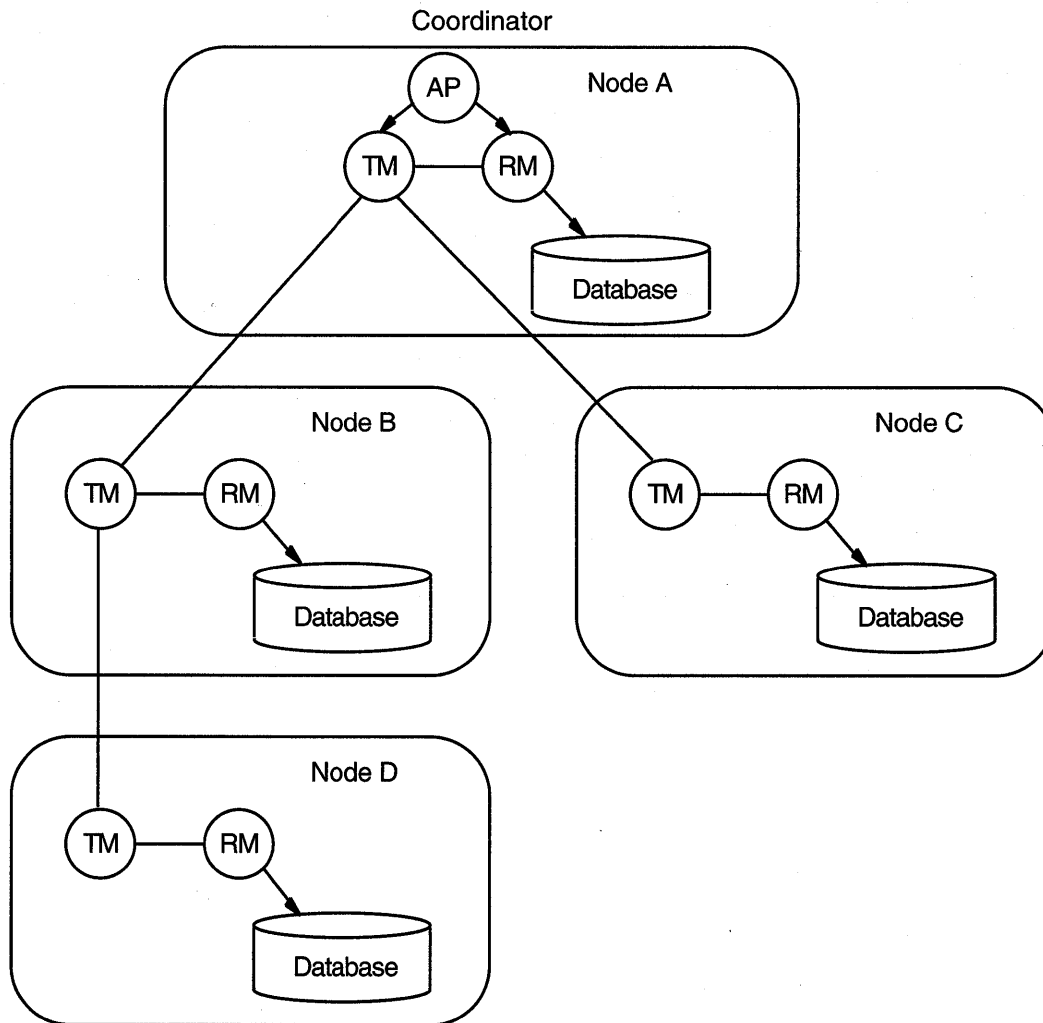 Coordinator
AP
Node A
TM
RM
Database
Node B
TM
RM
Database
Node C
TM
RM
Database
Node D
TM
RM
Database